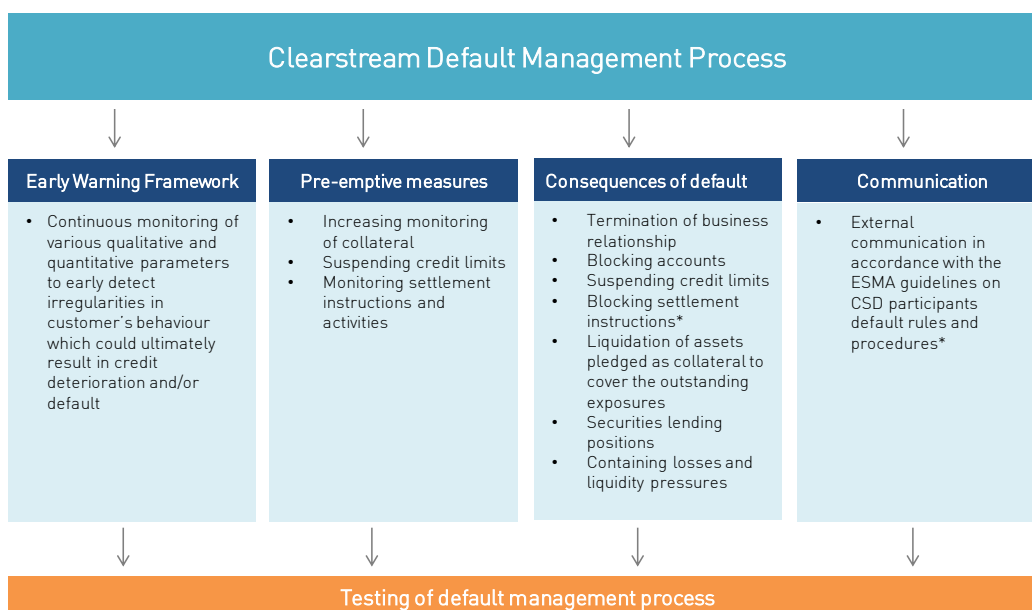 Clearstream Default Management Process
Early Warning Framework
• Continuous monitoring of
various qualitative and
quantitative parameters
to early detect
irregularities in
customer's behaviour
which could ultimately
result in credit
deterioration and/or
default
Pre-emptive measures
• Increasing monitoring
of collateral
• Suspending credit limits
• Monitoring settlement
instructions and
activities
Consequences of default
• Termination of business
relationship
• Blocking accounts
• Suspending credit limits
• Blocking settlement
instructions*
• Liquidation of assets
pledged as collateral to
cover the outstanding
exposures
• Securities lending
positions
• Containing losses and
liquidity pressures
Communication
• External
communication in
accordance with the
ESMA guidelines on
CSD participants
default rules and
procedures*
Testing of default management process